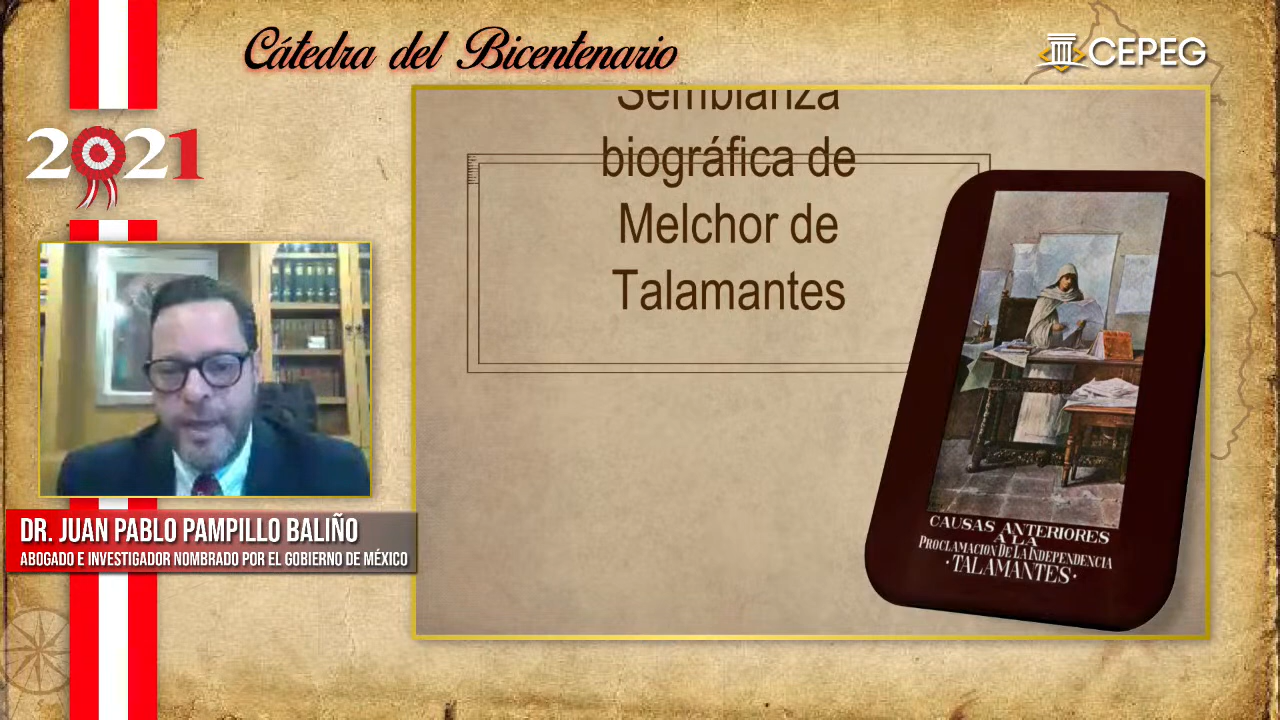 Cátedra del Bicentenario
CEPEG
2021
Semblanza
biográfica de
Melchor de
Talamantes
CAUSAS ANTERIORES
A LA
PROCLAMACION DE LA INDEPENDENCIA
·TALAMANTES·
DR. JUAN PABLO PAMPILLO BALIÑO
ABOGADO E INVESTIGADOR NOMBRADO POR EL GOBIERNO DE MÉXICO